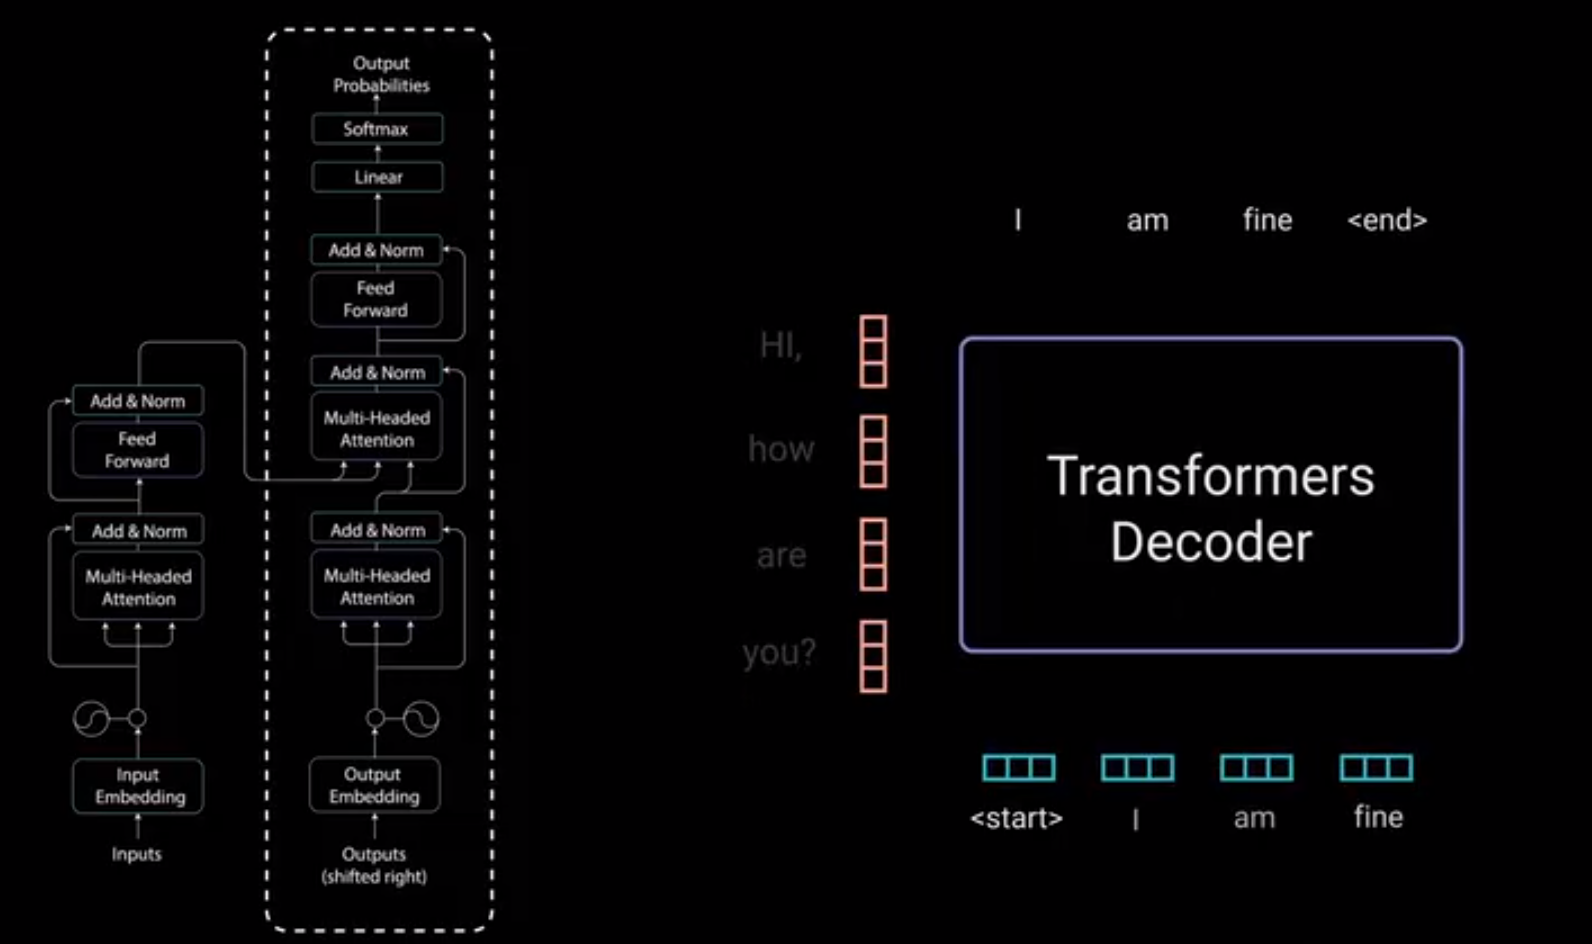 Output
Probabilities
Softmax
Linear
Add & Norm
Feed
Forward
Add & Norm
Multi-Headed
Attention
Add & Norm
Multi-Headed
Attention
Output
Embedding
Outputs
(shifted right)
Add & Norm
Feed
Forward
Add & Norm
Multi-Headed
Attention
Input
Embedding
Inputs
I am fine <end>
HI,
how
are
you?
Transformers
Decoder
<start> I am fine